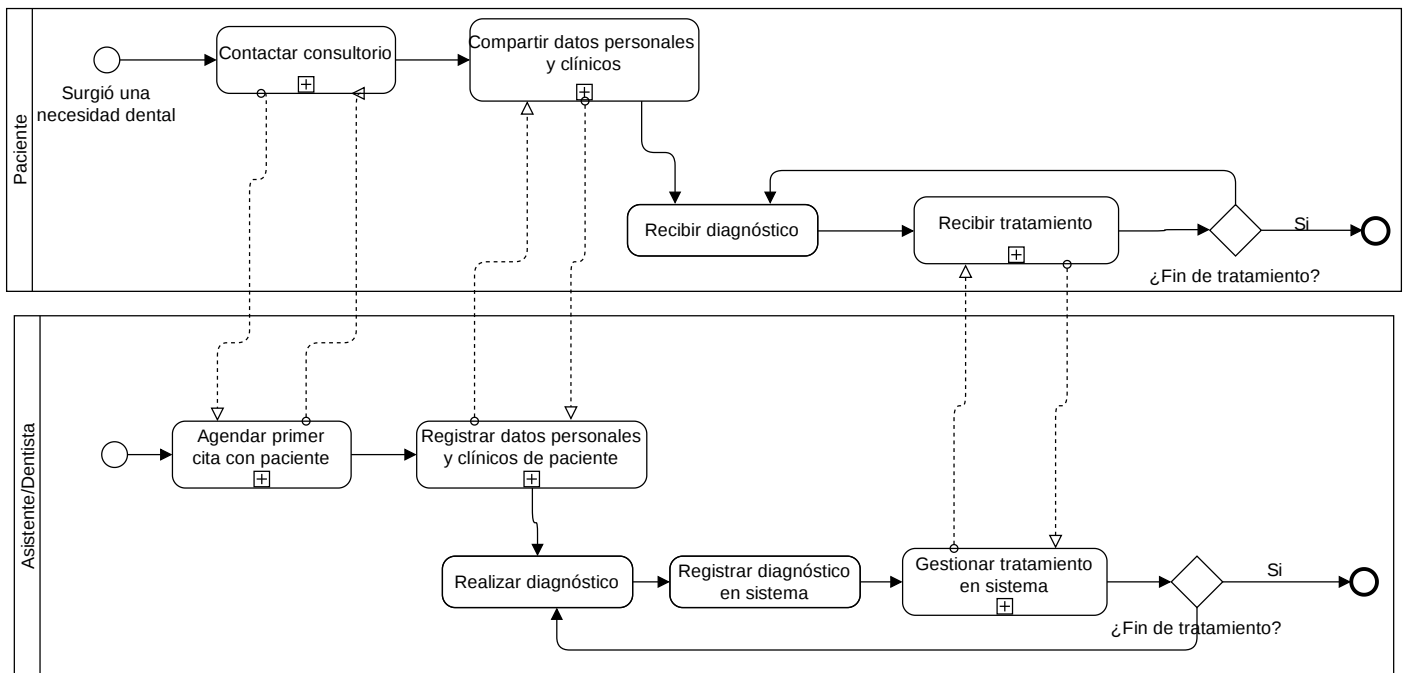 Paciente
Contactar consultorio
Compartir datos personales
y clínicos
Surgió una
necesidad dental
Recibir diagnóstico
Recibir tratamiento
Si
¿Fin de tratamiento?
Asistente/Dentista
Agendar primer
cita con paciente
Registrar datos personales
y clínicos de paciente
Realizar diagnóstico
Registrar diagnóstico
en sistema
Gestionar tratamiento
en sistema
Si
¿Fin de tratamiento?